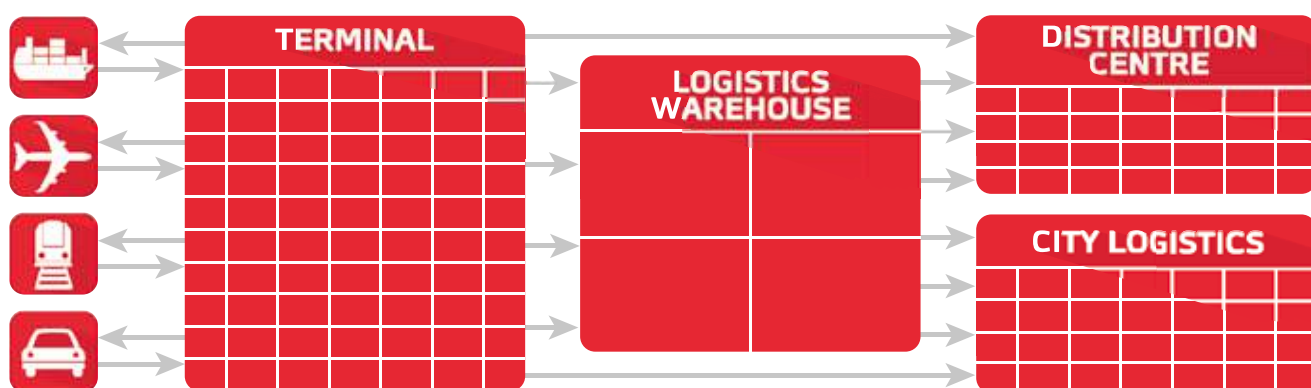 TERMINAL
LOGISTICS
WAREHOUSE
DISTRIBUTION
CENTRE
CITY LOGISTICS